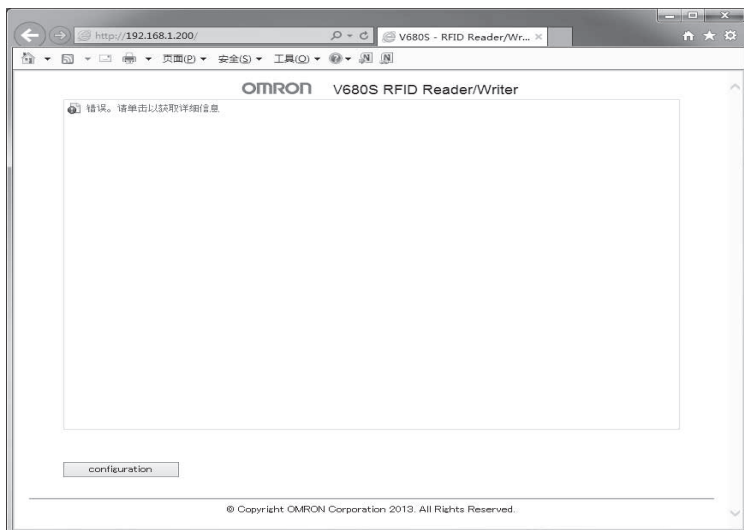 http://192.168.1.200/
V680S - RFID Reader/Wr...
页面(P)
安全(S)
工具(O)
OMRON V680S RFID Reader/Writer
错误。请单击以获取详细信息
configuration
© Copyright OMRON Corporation 2013. All Rights Reserved.